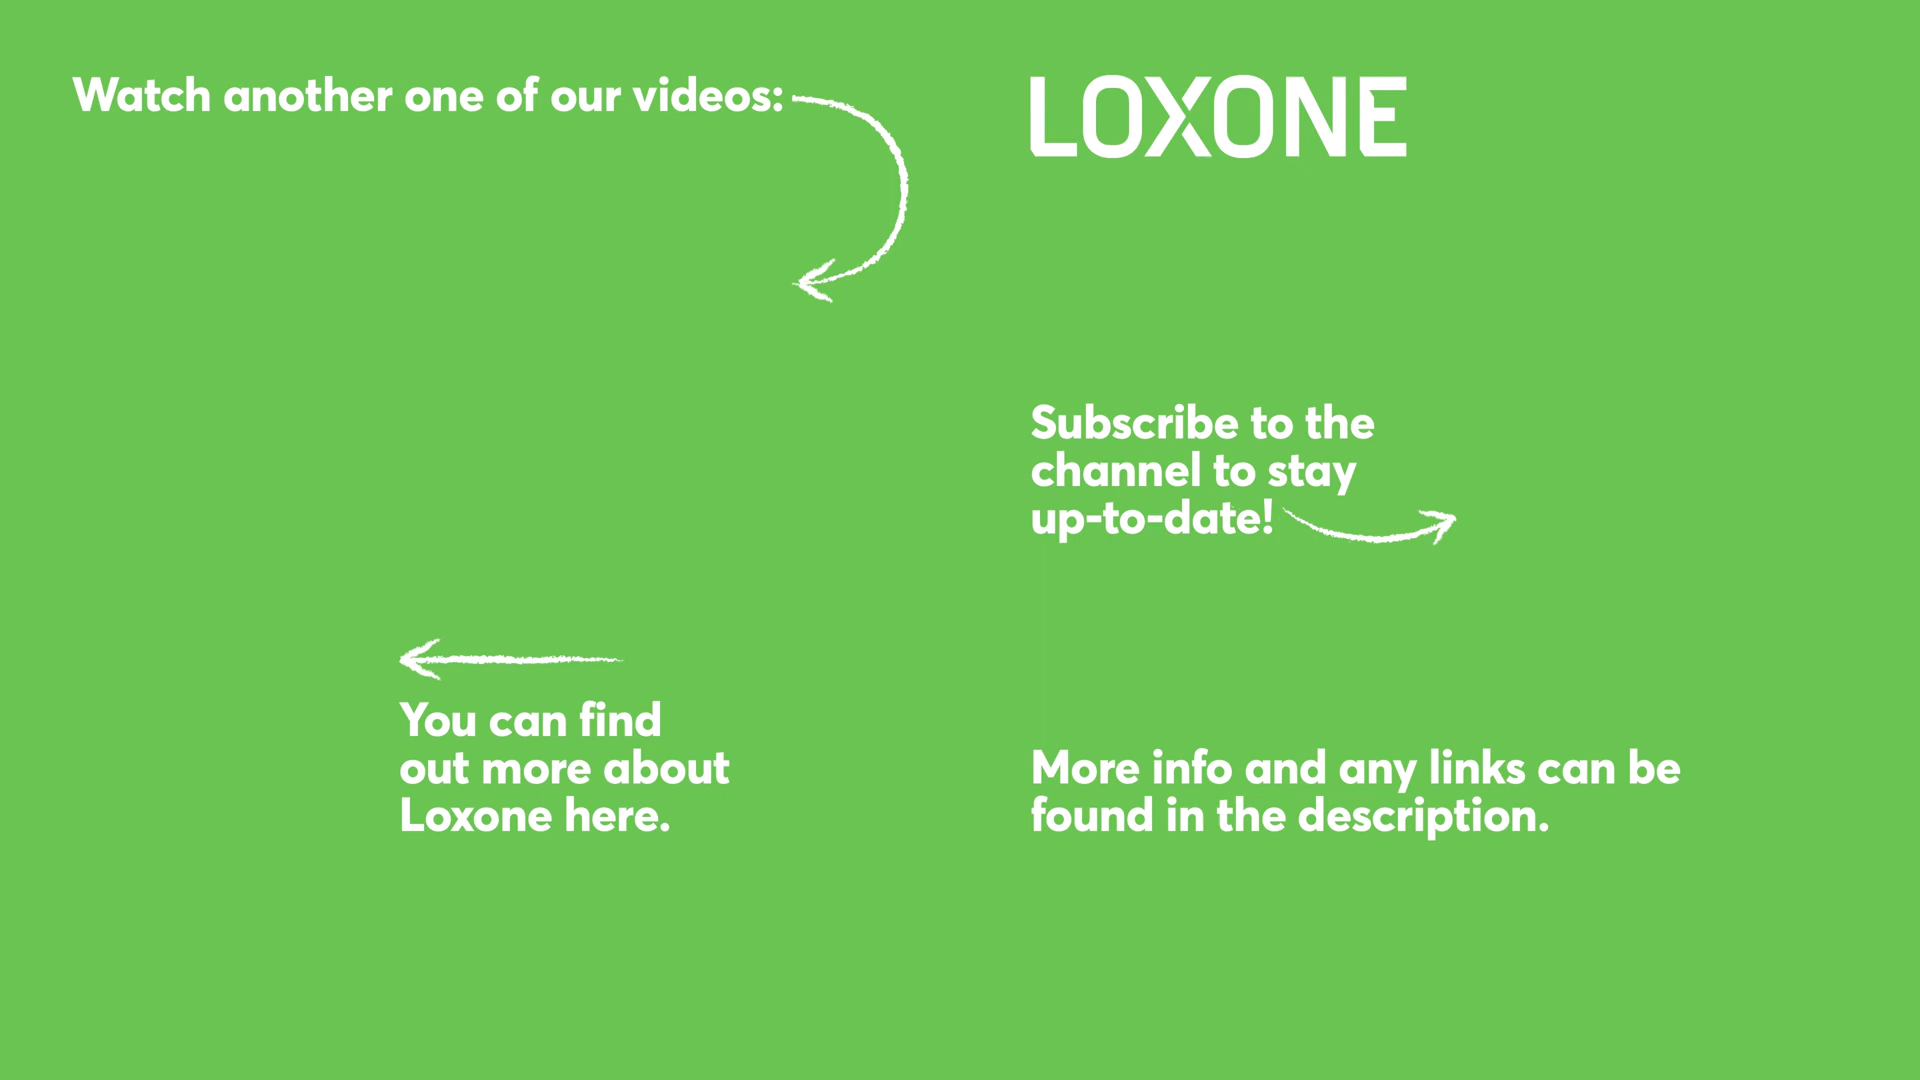 Watch another one of our videos:
LOXONE
Subscribe to the
channel to stay
up-to-date!
You can find
out more about
Loxone here.
More info and any links can be
found in the description.